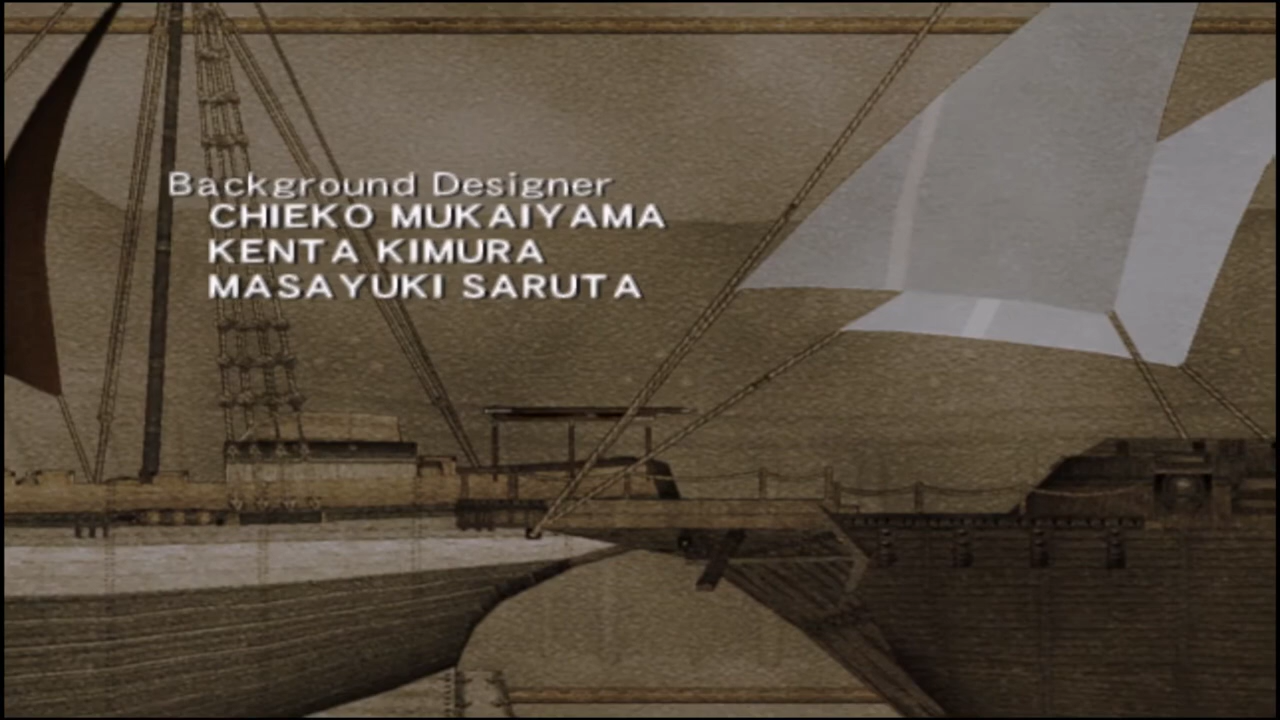 Background Designer
CHIEKO MUKAIYAMA
KENTA KIMURA
MASAYUKI SARUTA